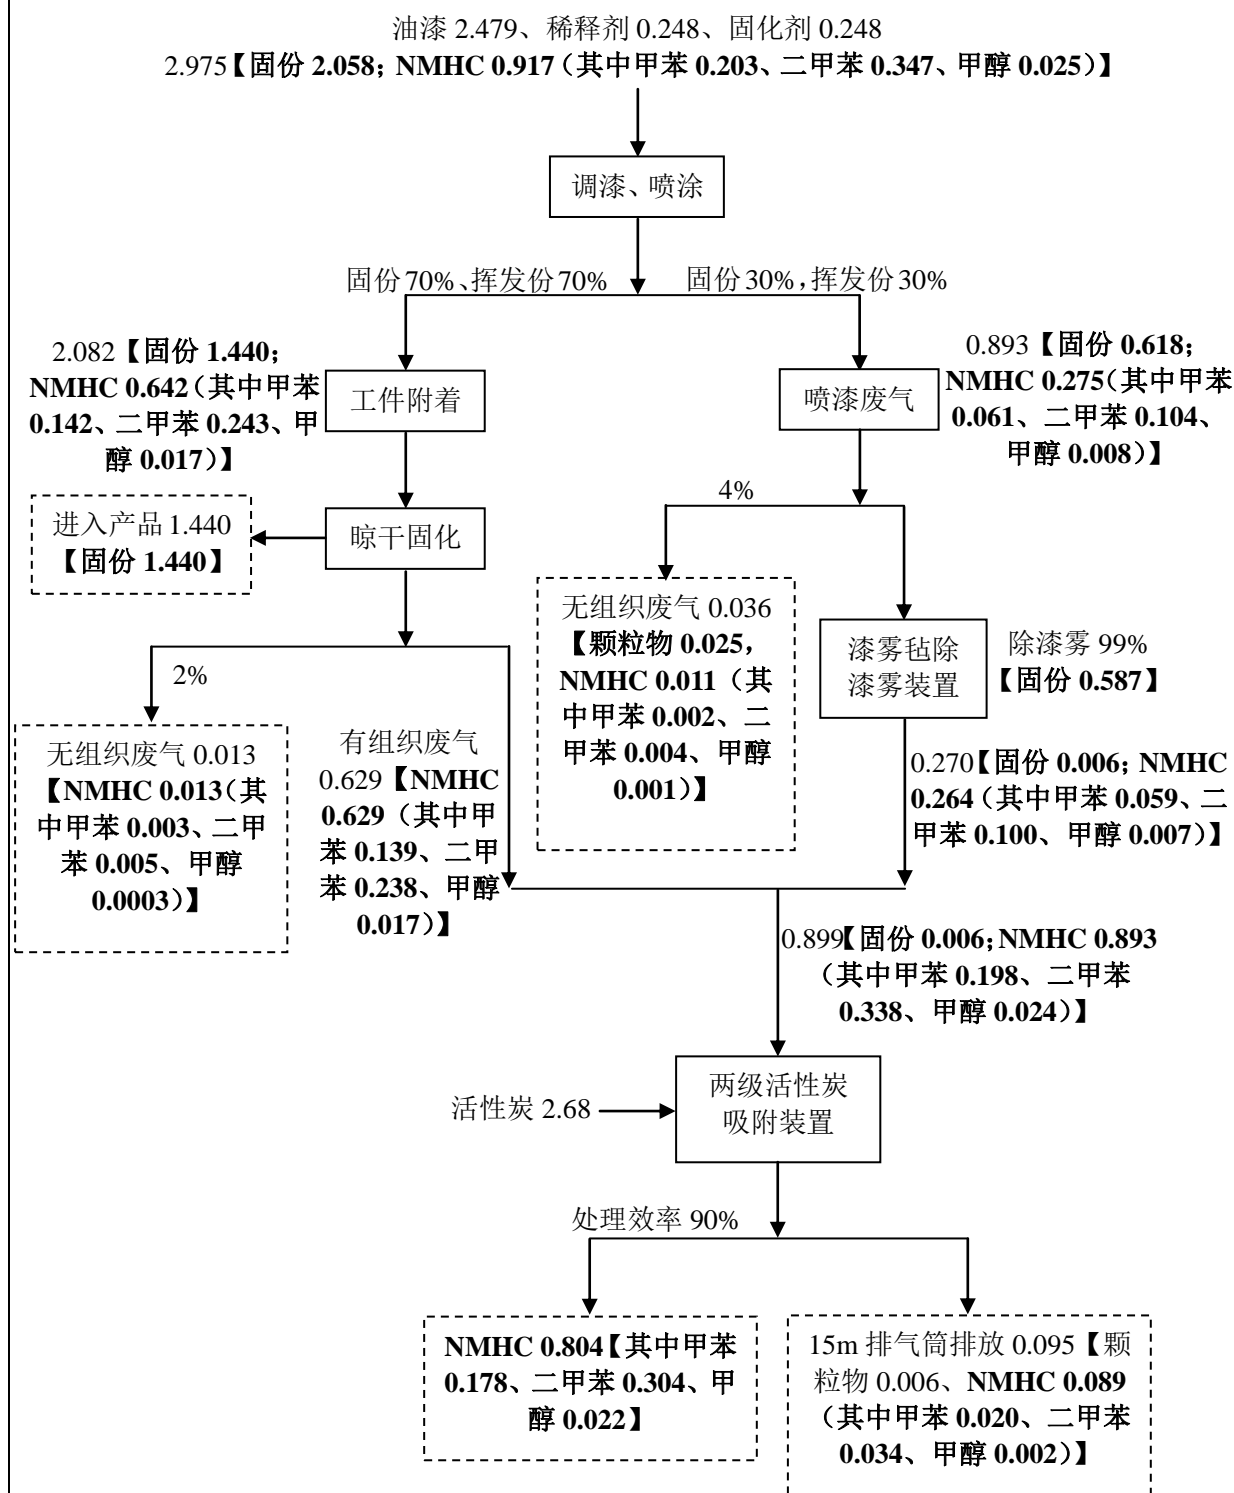 油漆 2.479、稀释剂 0.248、固化剂 0.248
2.975【固份 2.058；NMHC 0.917（其中甲苯 0.203、二甲苯 0.347、甲醇 0.025）】
调漆、喷涂
固份 70%、挥发份 70%
固份 30%，挥发份 30%
2.082【固份 1.440；
NMHC 0.642（其中甲苯
0.142、二甲苯 0.243、甲
醇 0.017）】
工件附着
喷漆废气
0.893【固份 0.618；
NMHC 0.275（其中甲苯
0.061、二甲苯 0.104、
甲醇 0.008）】
4%
进入产品 1.440
【固份 1.440】
晾干固化
无组织废气 0.036
【颗粒物 0.025，
NMHC 0.011（其
中甲苯 0.002、二
甲苯 0.004、甲醇
0.001）】
漆雾毡除
漆雾装置
除漆雾 99%
【固份 0.587】
2%
无组织废气 0.013
【NMHC 0.013（其
中甲苯 0.003、二甲
苯 0.005、甲醇
0.0003）】
有组织废气
0.629【NMHC
0.629（其中甲
苯 0.139、二甲
苯 0.238、甲醇
0.017）】
0.270【固份 0.006；NMHC
0.264（其中甲苯 0.059、二
甲苯 0.100、甲醇 0.007）】
0.899【固份 0.006；NMHC 0.893
（其中甲苯 0.198、二甲苯
0.338、甲醇 0.024）】
活性炭 2.68
两级活性炭
吸附装置
处理效率 90%
NMHC 0.804【其中甲苯
0.178、二甲苯 0.304、甲
醇 0.022】
15m 排气筒排放 0.095【颗
粒物 0.006、NMHC 0.089
（其中甲苯 0.020、二甲苯
0.034、甲醇 0.002）】